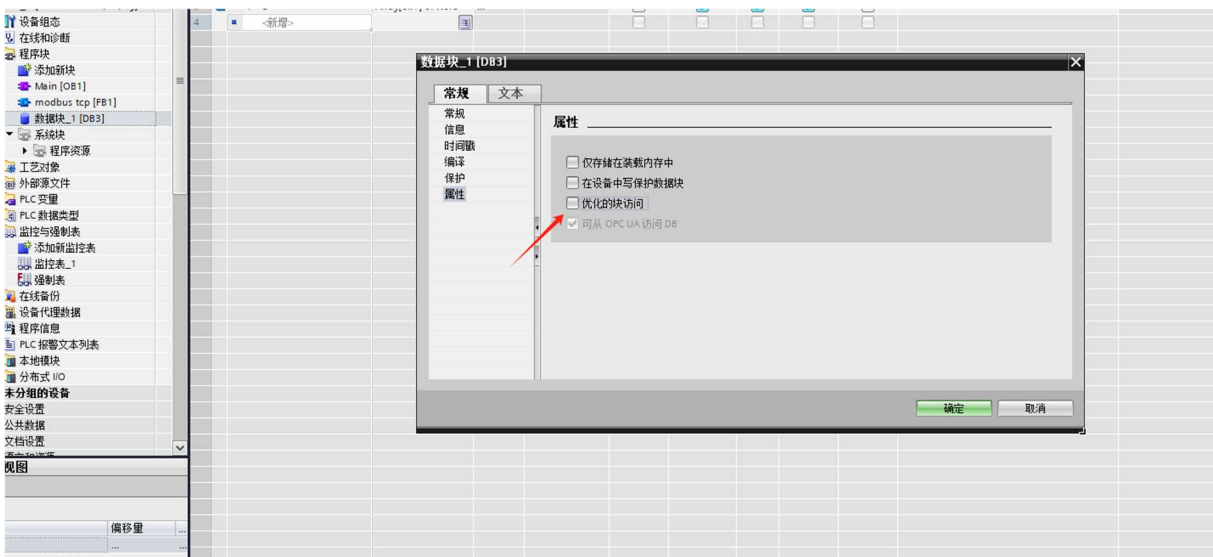 设备组态
在线和诊断
程序块
添加新块
Main [OB1]
modbus tcp [FB1]
数据块_1 [DB3]
系统块
程序资源
工艺对象
外部源文件
PLC 变量
PLC 数据类型
监控与强制表
添加新监控表
监控表_1
强制表
在线备份
设备代理数据
程序信息
PLC 报警文本列表
本地模块
分布式 I/O
未分组的设备
安全设置
公共数据
文档设置
视图
偏移量 ...
... ...
4 <新增>
数据块_1 [DB3]
常规 文本
常规
信息
时间戳
编译
保护
属性
属性
仅存储在装载内存中
在设备中写保护数据块
优化的块访问
可从 OPC UA 访问 DB
确定 取消